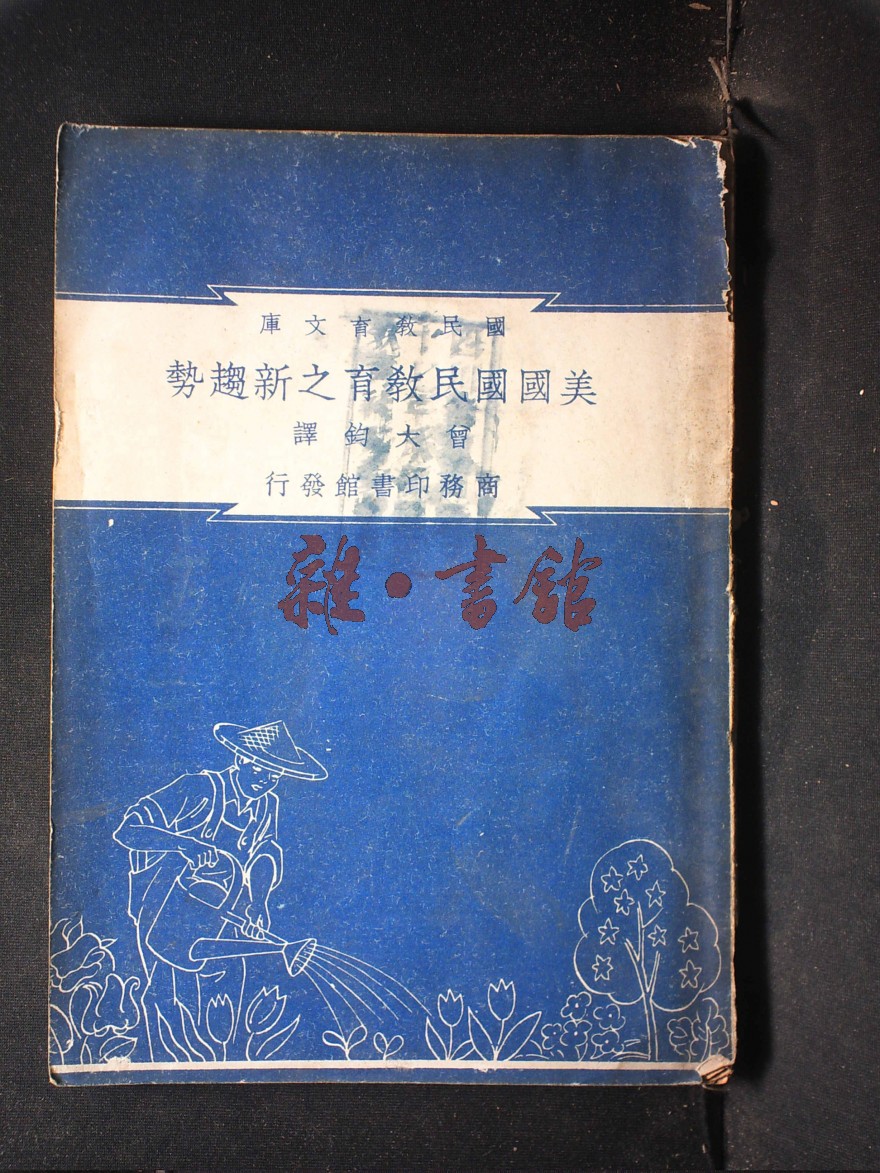 國民教育文庫
美國國民教育之新趨勢
曾大鈞譯
商務印書館發行
雜·書館